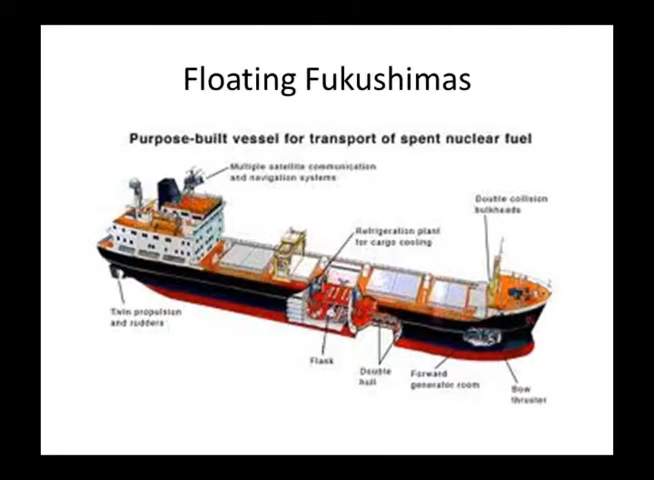 Floating Fukushimas
Purpose-built vessel for transport of spent nuclear fuel
Multiple satellite communication
and navigation systems
Double collision
bulkheads
Refrigeration plant
for cargo cooling
Twin propulsion
and rudders
Flask
Double
hull
Forward
generator room
Bow
thruster